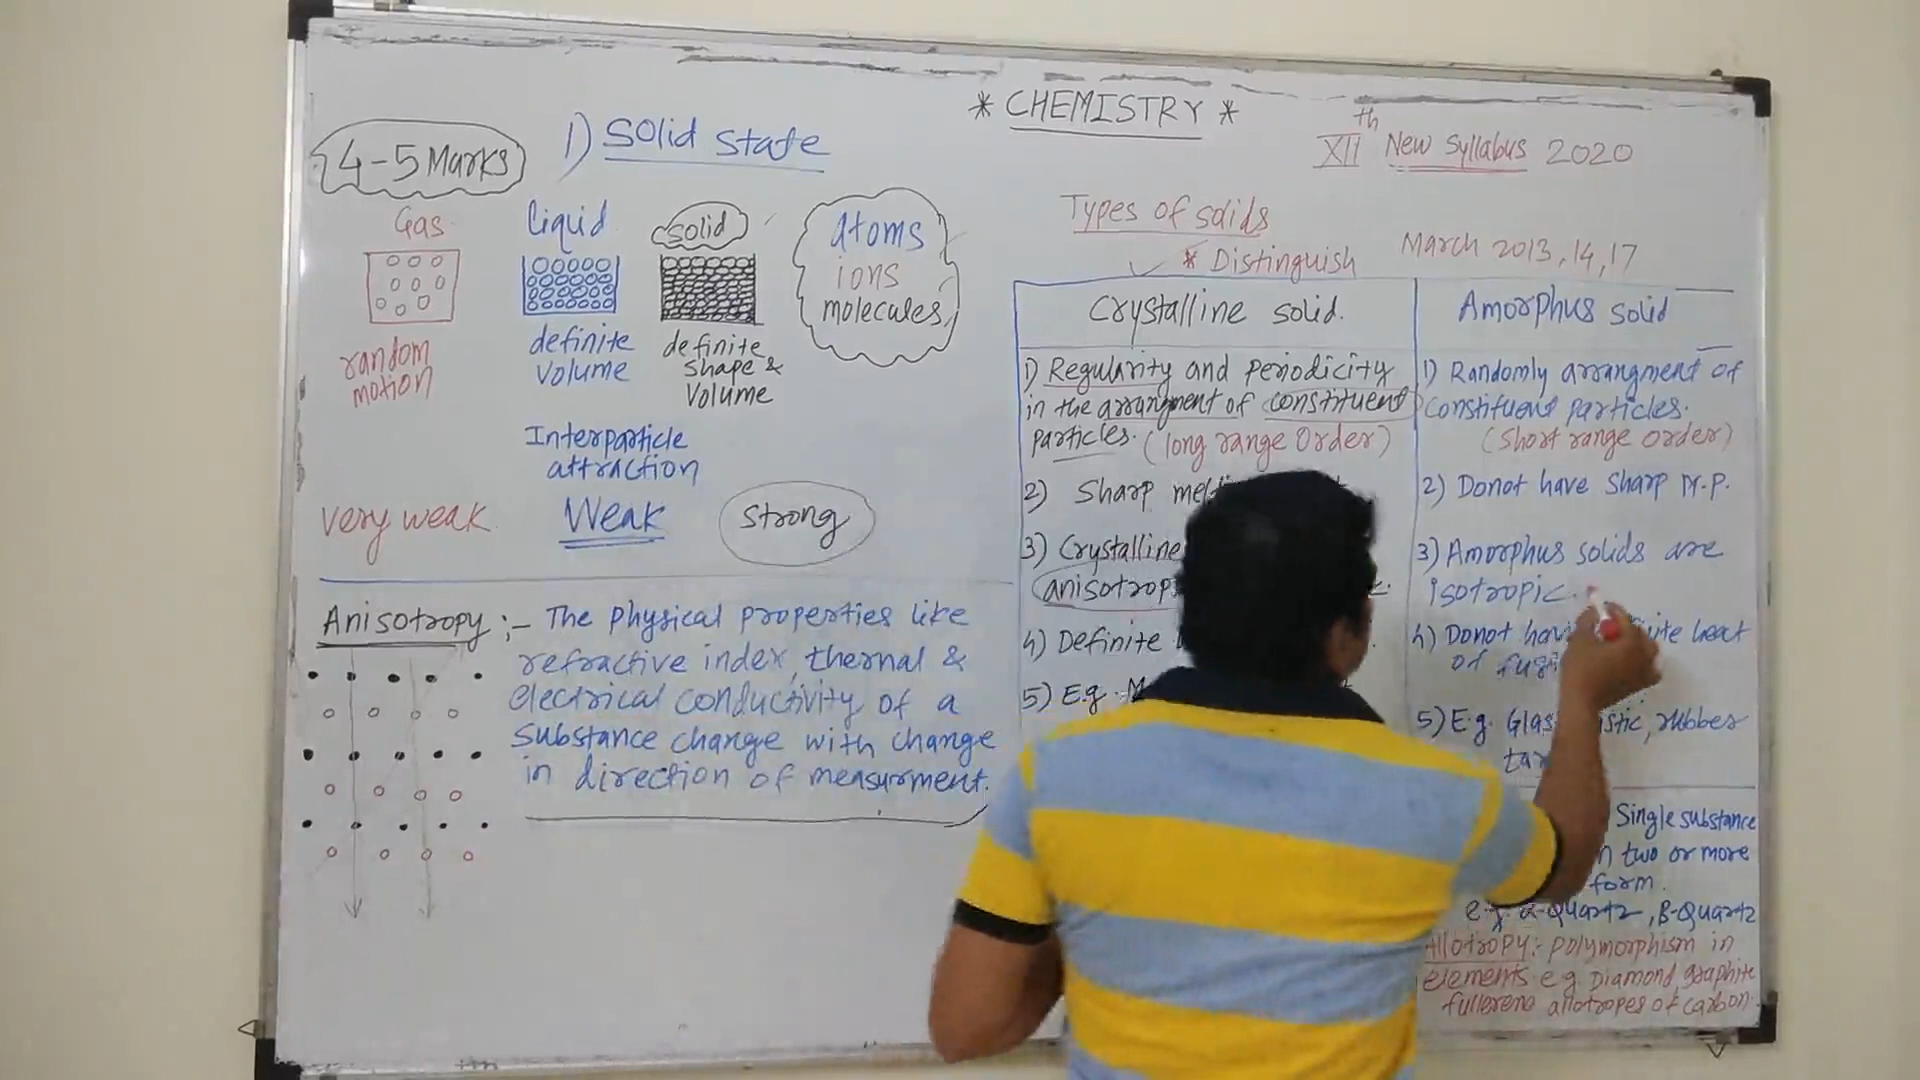 * CHEMISTRY *
XIIth New Syllabus 2020
4-5 Marks
1) Solid State
Gas
Liquid
Solid
atoms
ions
molecules
random
motion
definite
volume
definite
shape &
volume
Interparticle
attraction
very weak
Weak
Strong
Anisotropy :- The physical properties like
refractive index, thermal &
electrical conductivity of a
substance change with change
in direction of measurment.
Types of solids
* Distinguish
March 2013, 14, 17
Crystalline solid.
1) Regularity and periodicity
in the arrangment of constituent
particles. (long range order)
2) Sharp
3) Crystalline
4) Definite
5) E.g.
Amorphus solid
1) Randomly arrangment of
constituent particles.
(short range order)
2) Donot have sharp M.P.
3) Amorphus solids are
isotropic.
4) Donot heat
of
5) E.g. rubber
Single substance
two or more
form.
e.g. α-Quartz, β-Quartz
Allotropy:- polymorphism in
elements e.g Diamond, graphite
fullerene allotropes of carbon.